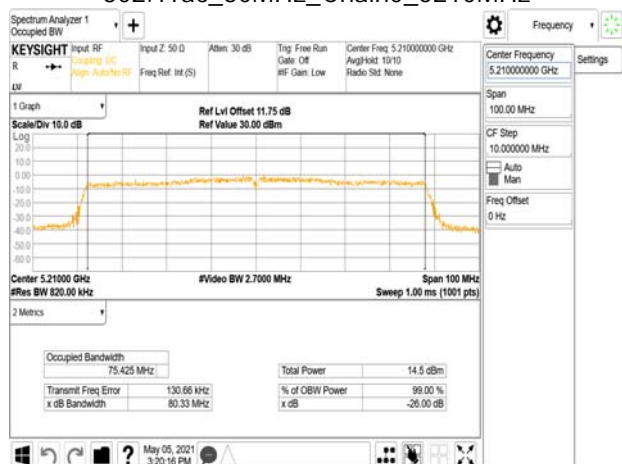 Spectrum Analyzer 1
Occupied BW
Frequency
KEYSIGHT
Input: RF
Coupling: DC
Align: Auto/No RF
Input Z: 50 Ω
Freq Ref: Int (S)
Atten: 30 dB
Trig: Free Run
Gate: Off
#IF Gain: Low
Center Freq: 5.210000000 GHz
Avg|Hold: 10/10
Radio Std: None
R
LV
1 Graph
Scale/Div 10.0 dB
Ref Lvl Offset 11.75 dB
Ref Value 30.00 dBm
Log
20.0
10.0
0.00
-10.0
-20.0
-30.0
-40.0
-50.0
-60.0
Center 5.21000 GHz
#Res BW 820.00 kHz
#Video BW 2.7000 MHz
Span 100 MHz
Sweep 1.00 ms (1001 pts)
2 Metrics
Occupied Bandwidth
75.425 MHz
Transmit Freq Error 130.66 kHz
x dB Bandwidth 80.33 MHz
Total Power 14.5 dBm
% of OBW Power 99.00 %
x dB -26.00 dB
Center Frequency
5.210000000 GHz
Settings
Span
100.00 MHz
CF Step
10.000000 MHz
Auto
Man
Freq Offset
0 Hz
May 05, 2021
3:20:16 PM